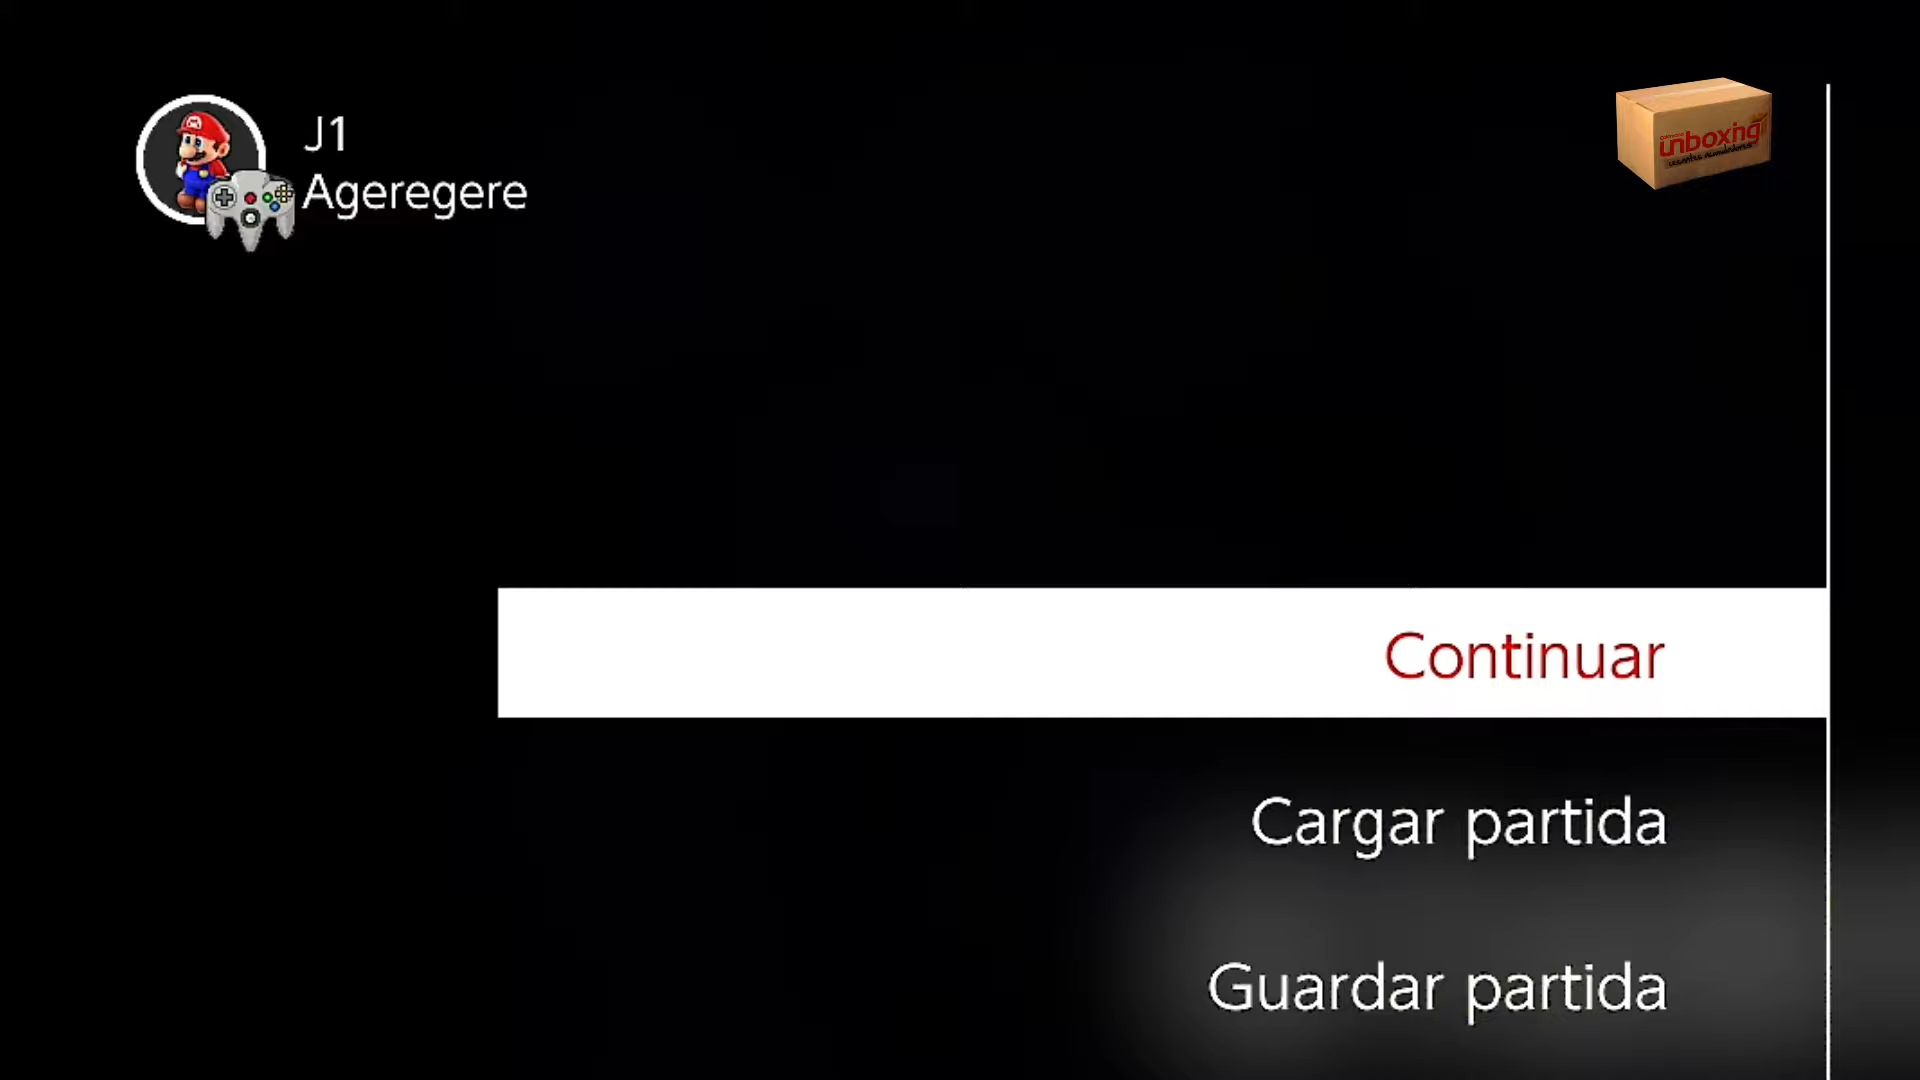 J1
Ageregere
unboxing
Continuar
Cargar partida
Guardar partida